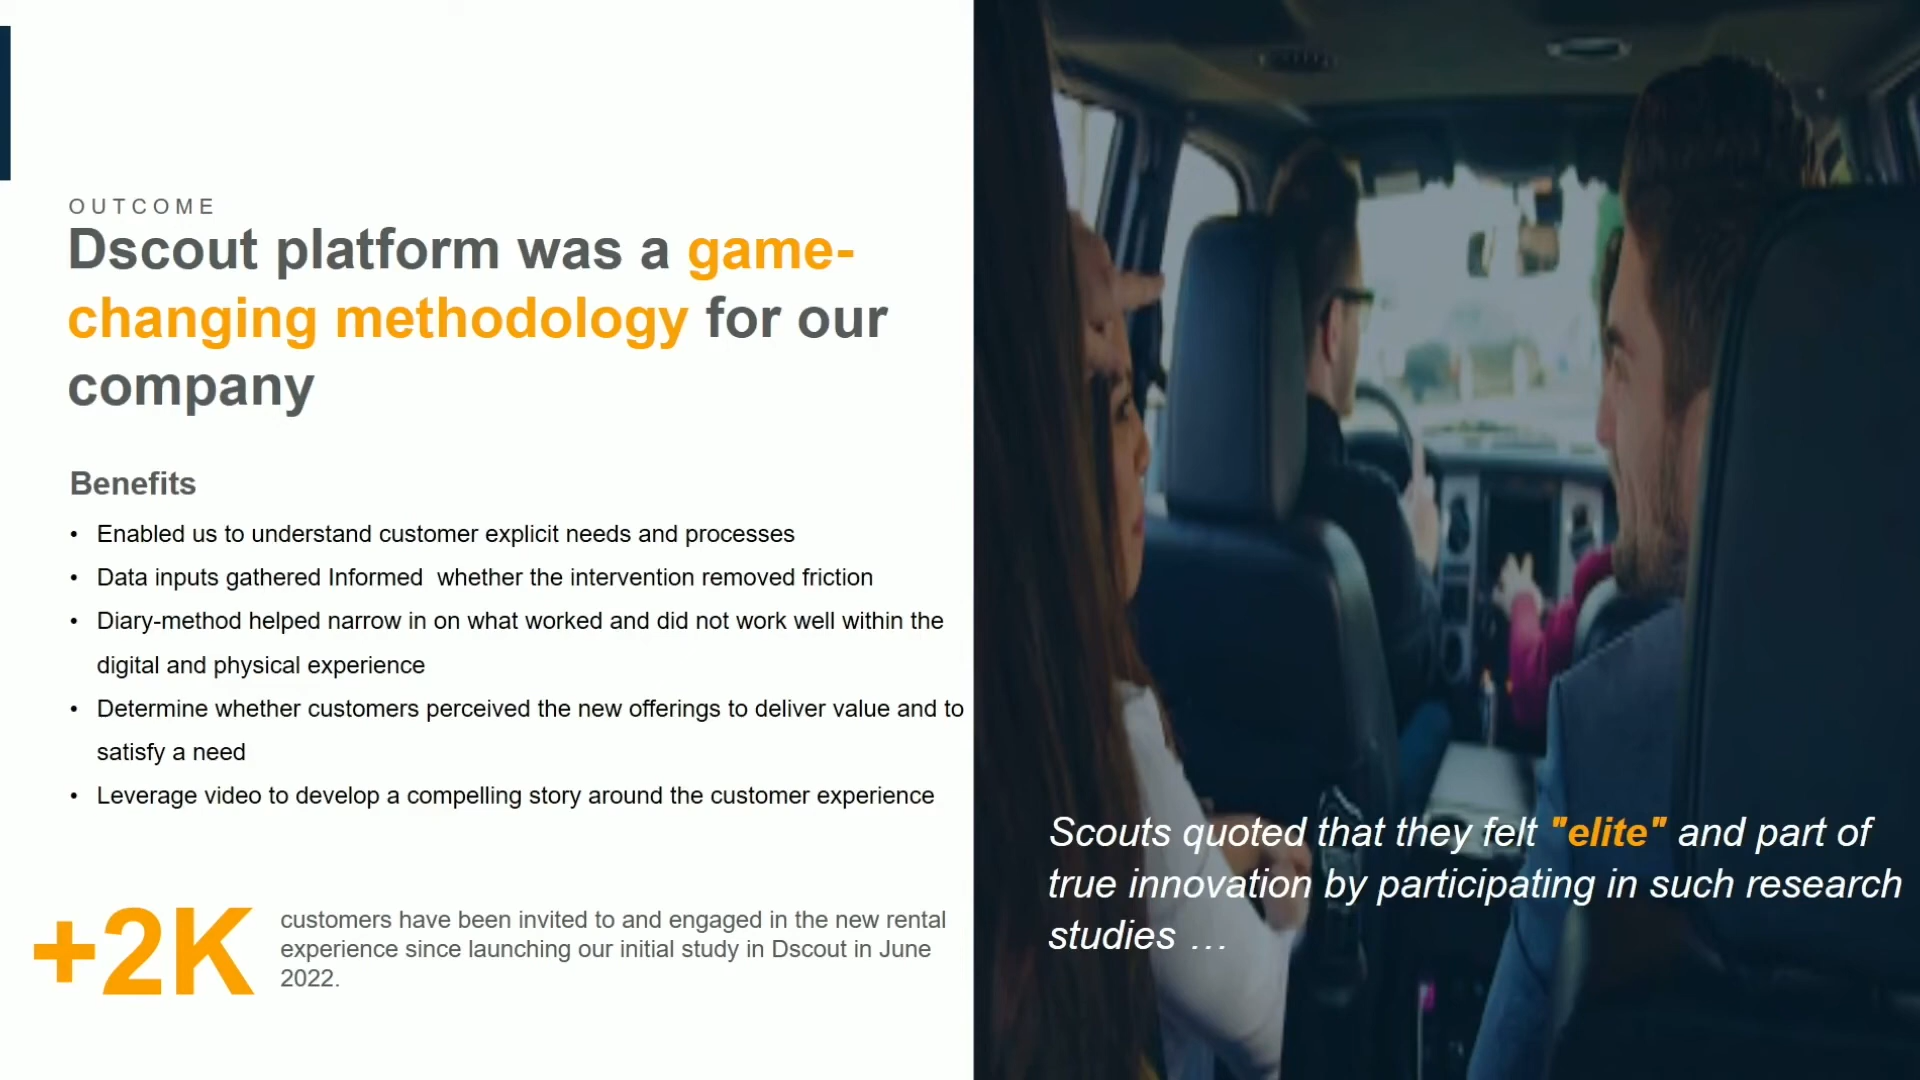 OUTCOME
Dscout platform was a game-
changing methodology for our
company
Benefits
• Enabled us to understand customer explicit needs and processes
• Data inputs gathered Informed  whether the intervention removed friction
• Diary-method helped narrow in on what worked and did not work well within the
digital and physical experience
• Determine whether customers perceived the new offerings to deliver value and to
satisfy a need
• Leverage video to develop a compelling story around the customer experience
+2K
customers have been invited to and engaged in the new rental
experience since launching our initial study in Dscout in June
2022.
Scouts quoted that they felt "elite" and part of
true innovation by participating in such research
studies …